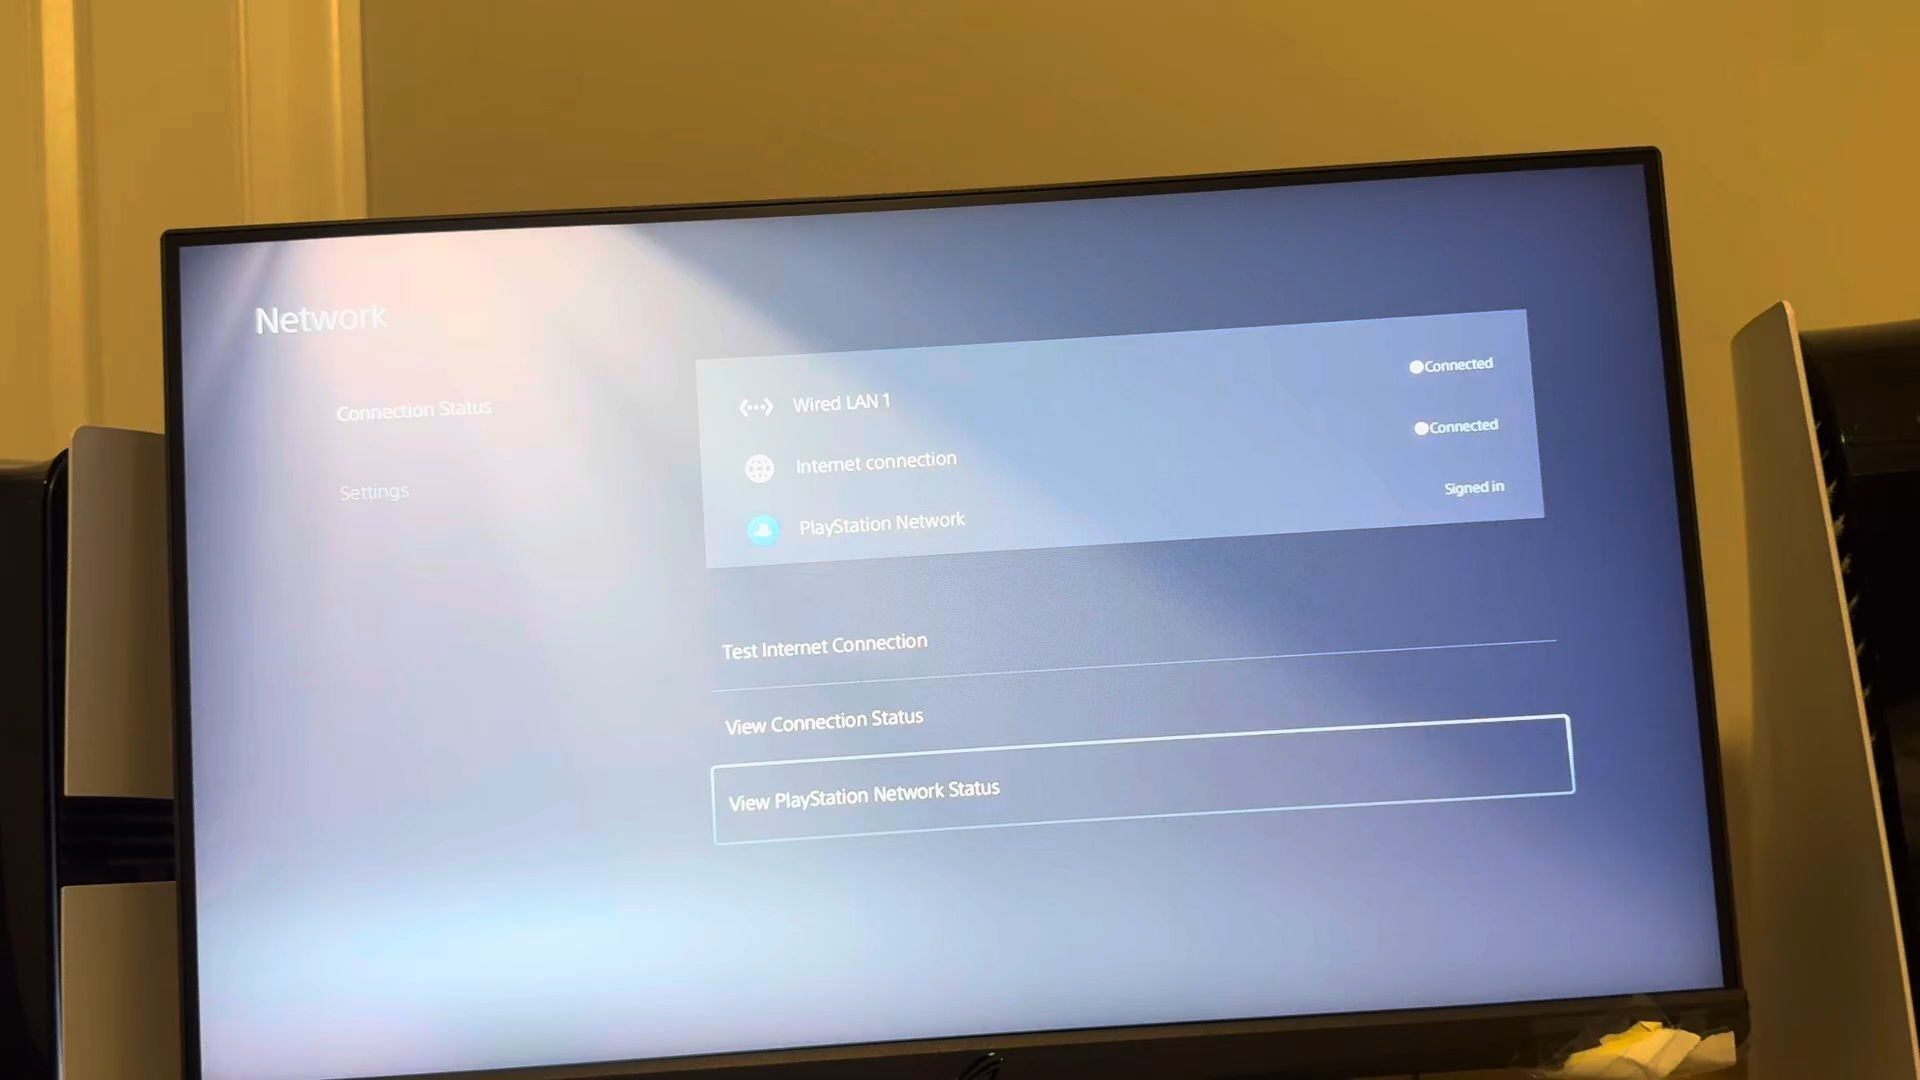 Network
Connection Status
Settings
Wired LAN 1
Connected
Internet connection
Connected
PlayStation Network
Signed in
Test Internet Connection
View Connection Status
View PlayStation Network Status